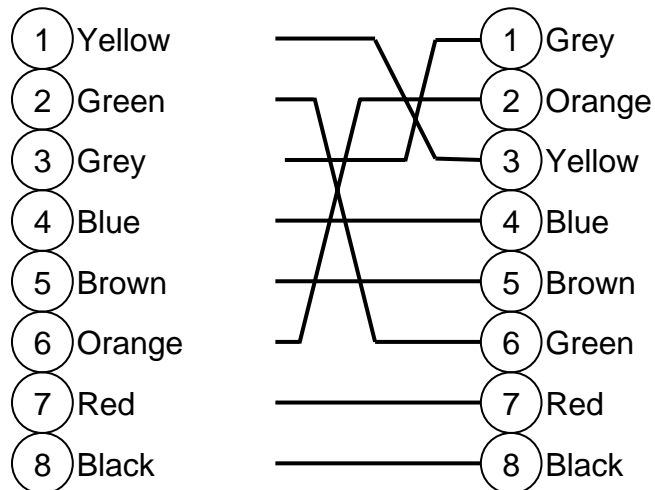 1 Yellow 1 Grey
2 Green 2 Orange
3 Grey 3 Yellow
4 Blue 4 Blue
5 Brown 5 Brown
6 Orange 6 Green
7 Red 7 Red
8 Black 8 Black